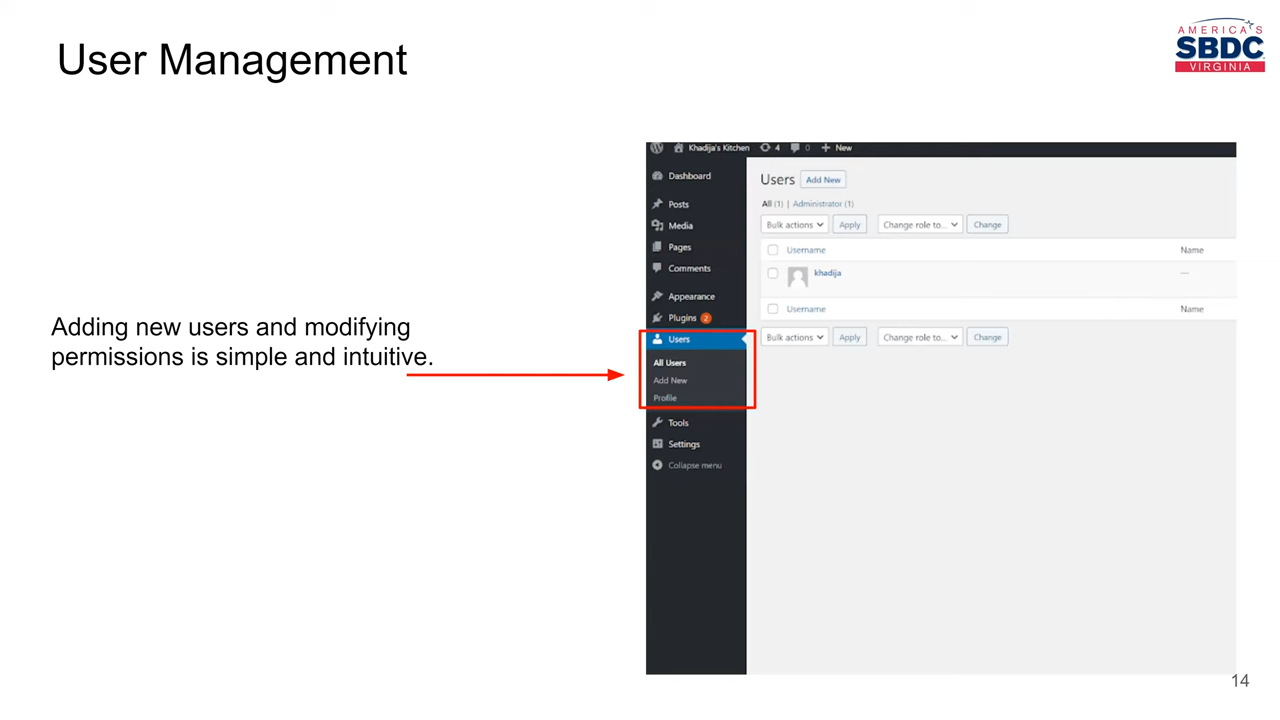 User Management
AMERICA'S
SBDC
VIRGINIA
Adding new users and modifying
permissions is simple and intuitive.
Khadija's Kitchen 4 0 + New
Dashboard
Posts
Media
Pages
Comments
Appearance
Plugins 2
Users
All Users
Add New
Profile
Tools
Settings
Collapse menu
Users Add New
All (1) | Administrator (1)
Bulk actions Apply Change role to... Change
Username Name
khadija —
Username Name
Bulk actions Apply Change role to... Change
14